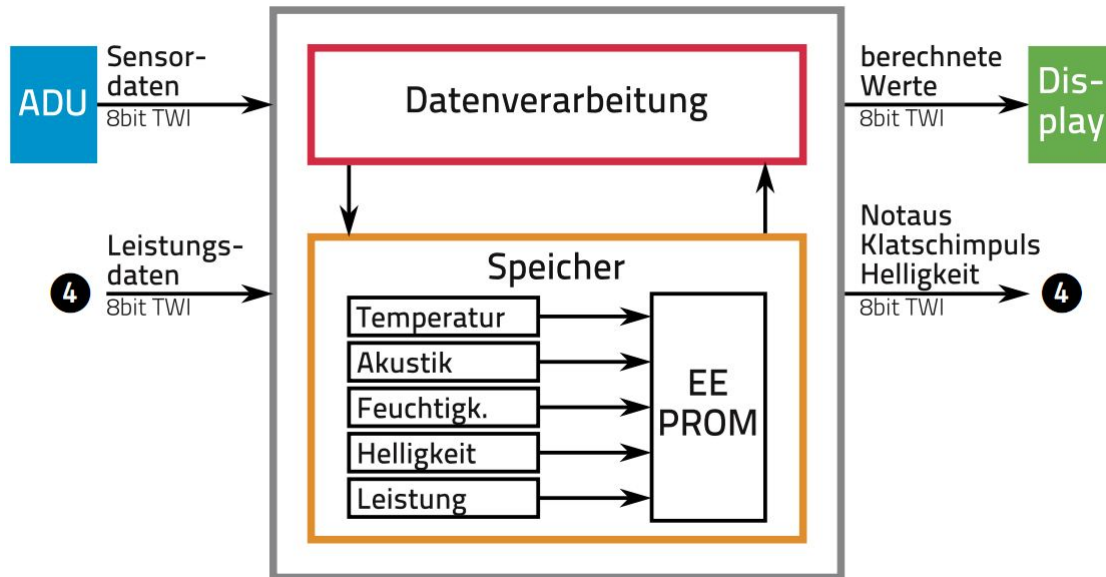 ADU
Sensor-
daten
8bit TWI
Datenverarbeitung
berechnete
Werte
8bit TWI
Dis-
play
4
Leistungs-
daten
8bit TWI
Speicher
Temperatur
Akustik
Feuchtigk.
Helligkeit
Leistung
EE
PROM
Notaus
Klatschimpuls
Helligkeit
8bit TWI
4